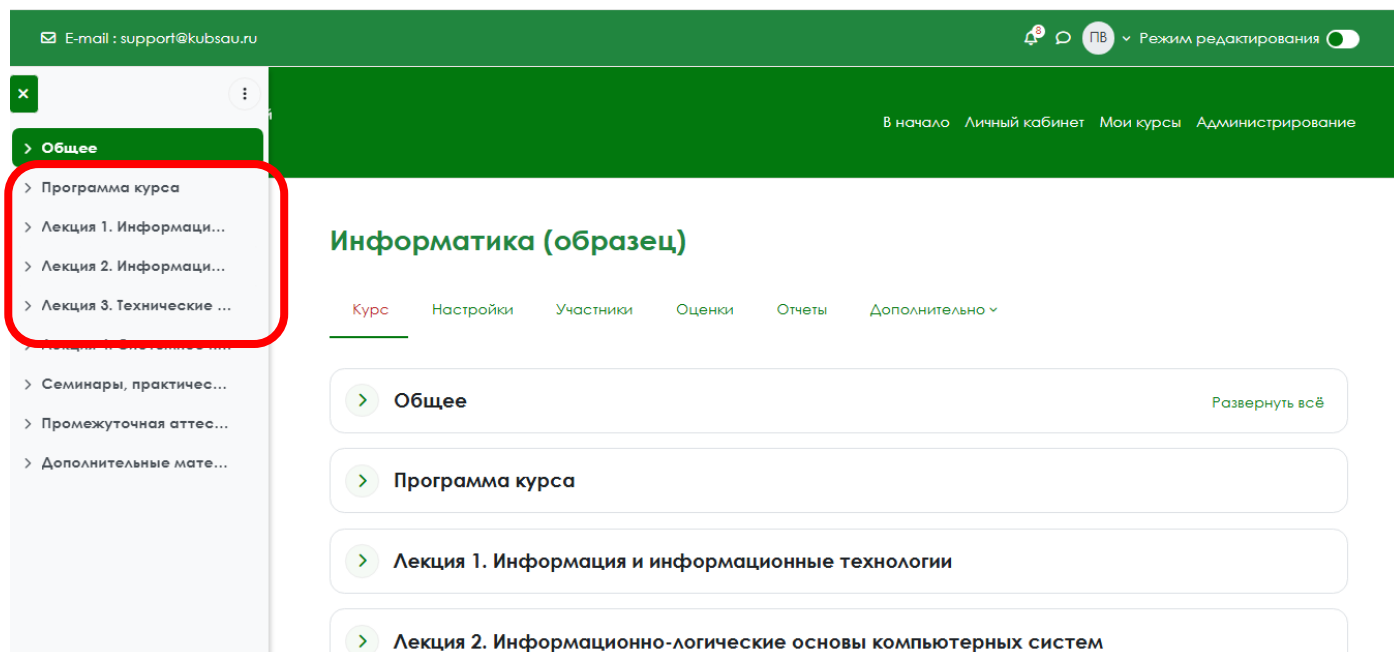 E-mail : support@kubsau.ru
8
ПВ
Режим редактирования
В начало Личный кабинет Мои курсы Администрирование
Общее
Программа курса
Лекция 1. Информаци...
Лекция 2. Информаци...
Лекция 3. Технические ...
Семинары, практичес...
Промежуточная аттес...
Дополнительные мате...
Информатика (образец)
Курс Настройки Участники Оценки Отчеты Дополнительно
Общее
Развернуть всё
Программа курса
Лекция 1. Информация и информационные технологии
Лекция 2. Информационно-логические основы компьютерных систем